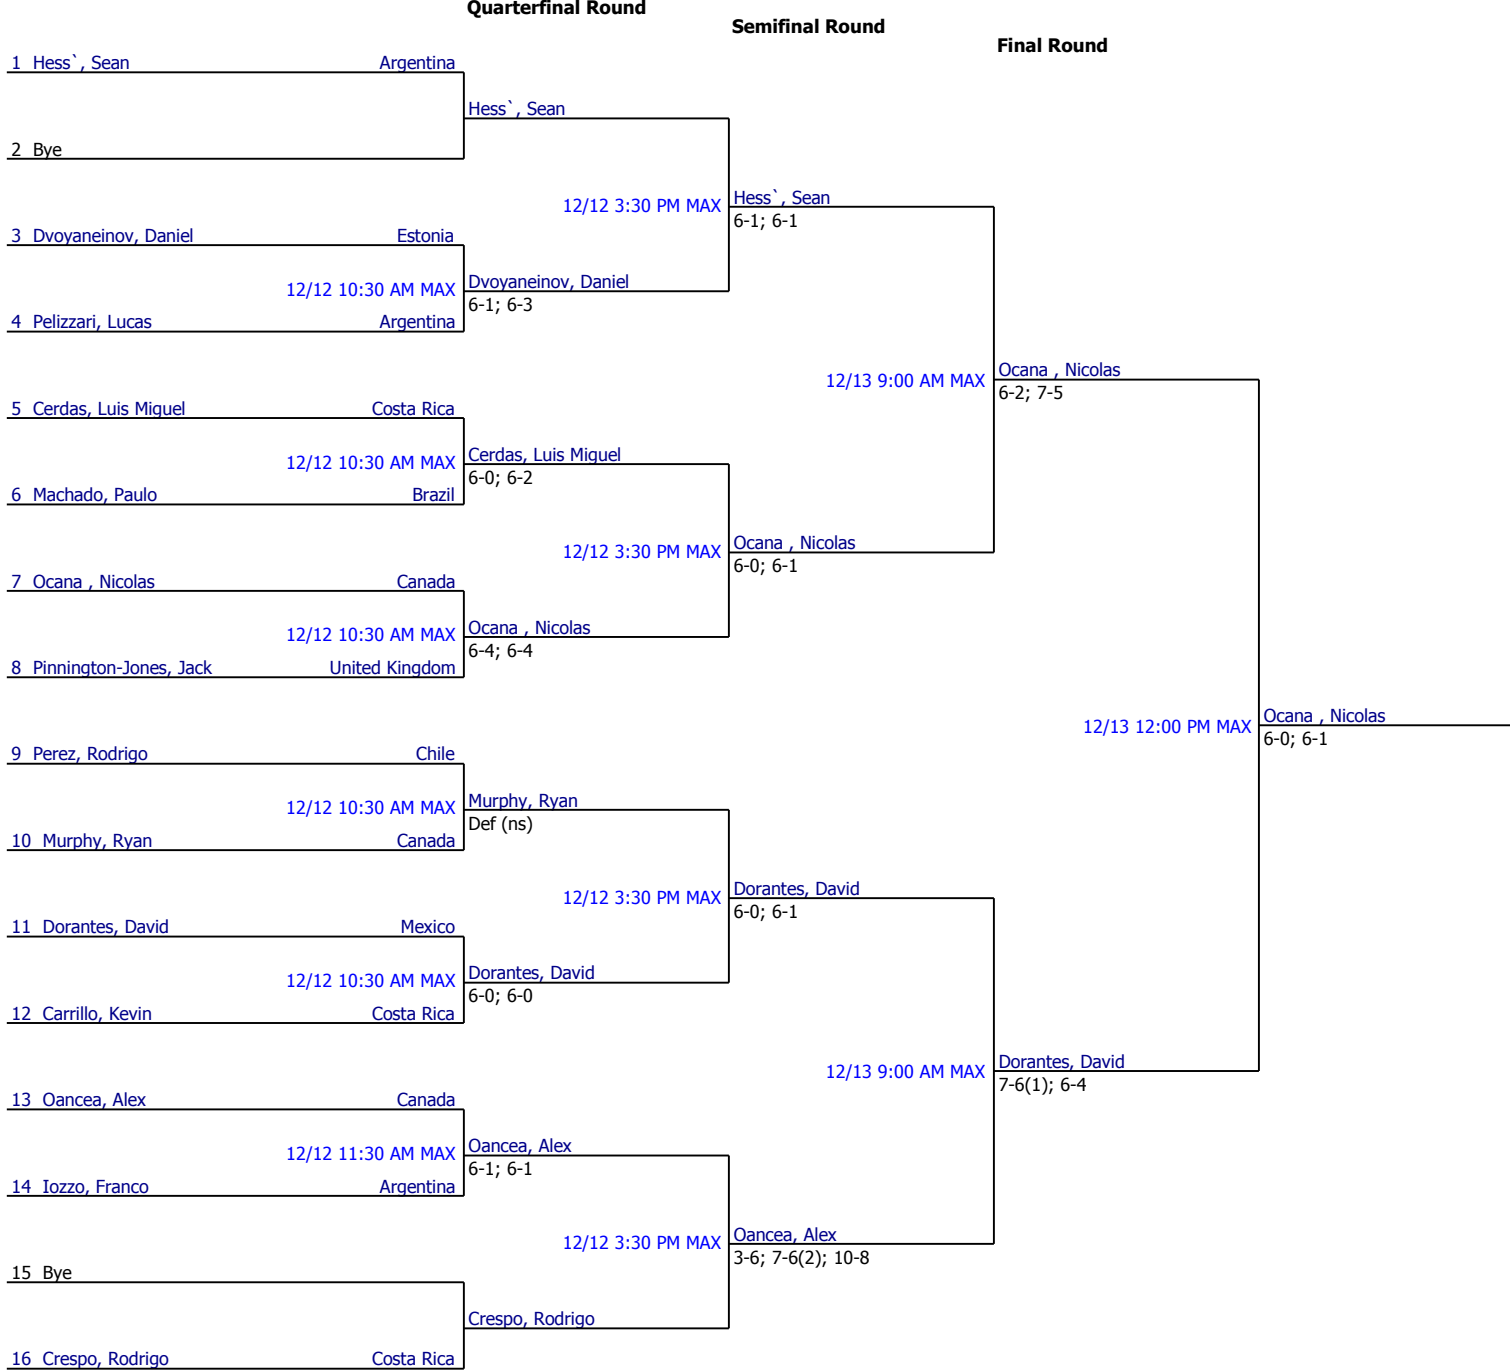 Quarterfinal Round
Semifinal Round
Final Round
1 Hess`, Sean Argentina
Hess`, Sean
2 Bye
12/12 3:30 PM MAX Hess`, Sean
6-1; 6-1
3 Dvoyaneinov, Daniel Estonia
12/12 10:30 AM MAX Dvoyaneinov, Daniel
6-1; 6-3
4 Pelizzari, Lucas Argentina
12/13 9:00 AM MAX Ocana , Nicolas
6-2; 7-5
5 Cerdas, Luis Miguel Costa Rica
12/12 10:30 AM MAX Cerdas, Luis Miguel
6-0; 6-2
6 Machado, Paulo Brazil
12/12 3:30 PM MAX Ocana , Nicolas
6-0; 6-1
7 Ocana , Nicolas Canada
12/12 10:30 AM MAX Ocana , Nicolas
6-4; 6-4
8 Pinnington-Jones, Jack United Kingdom
12/13 12:00 PM MAX Ocana , Nicolas
6-0; 6-1
9 Perez, Rodrigo Chile
12/12 10:30 AM MAX Murphy, Ryan
Def (ns)
10 Murphy, Ryan Canada
12/12 3:30 PM MAX Dorantes, David
6-0; 6-1
11 Dorantes, David Mexico
12/12 10:30 AM MAX Dorantes, David
6-0; 6-0
12 Carrillo, Kevin Costa Rica
12/13 9:00 AM MAX Dorantes, David
7-6(1); 6-4
13 Oancea, Alex Canada
12/12 11:30 AM MAX Oancea, Alex
6-1; 6-1
14 Iozzo, Franco Argentina
12/12 3:30 PM MAX Oancea, Alex
3-6; 7-6(2); 10-8
15 Bye
Crespo, Rodrigo
16 Crespo, Rodrigo Costa Rica